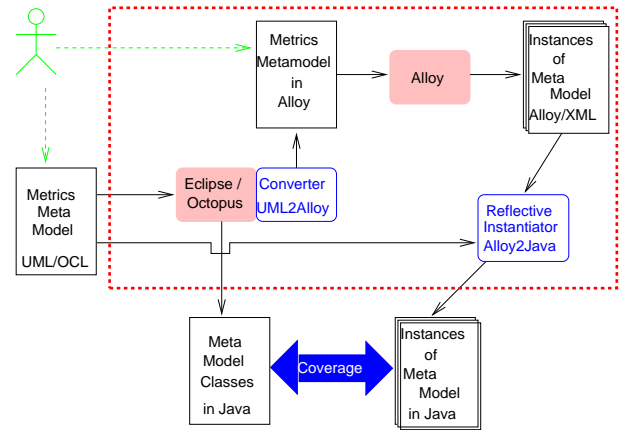 Metrics
Metamodel
in
Alloy
Alloy
Instances
of
Meta
Model
Alloy/XML
Metrics
Meta
Model
UML/OCL
Eclipse /
Octopus
Converter
UML2Alloy
Reflective
Instantiator
Alloy2Java
Meta
Model
Classes
in Java
Coverage
Instances
of
Meta
Model
in Java